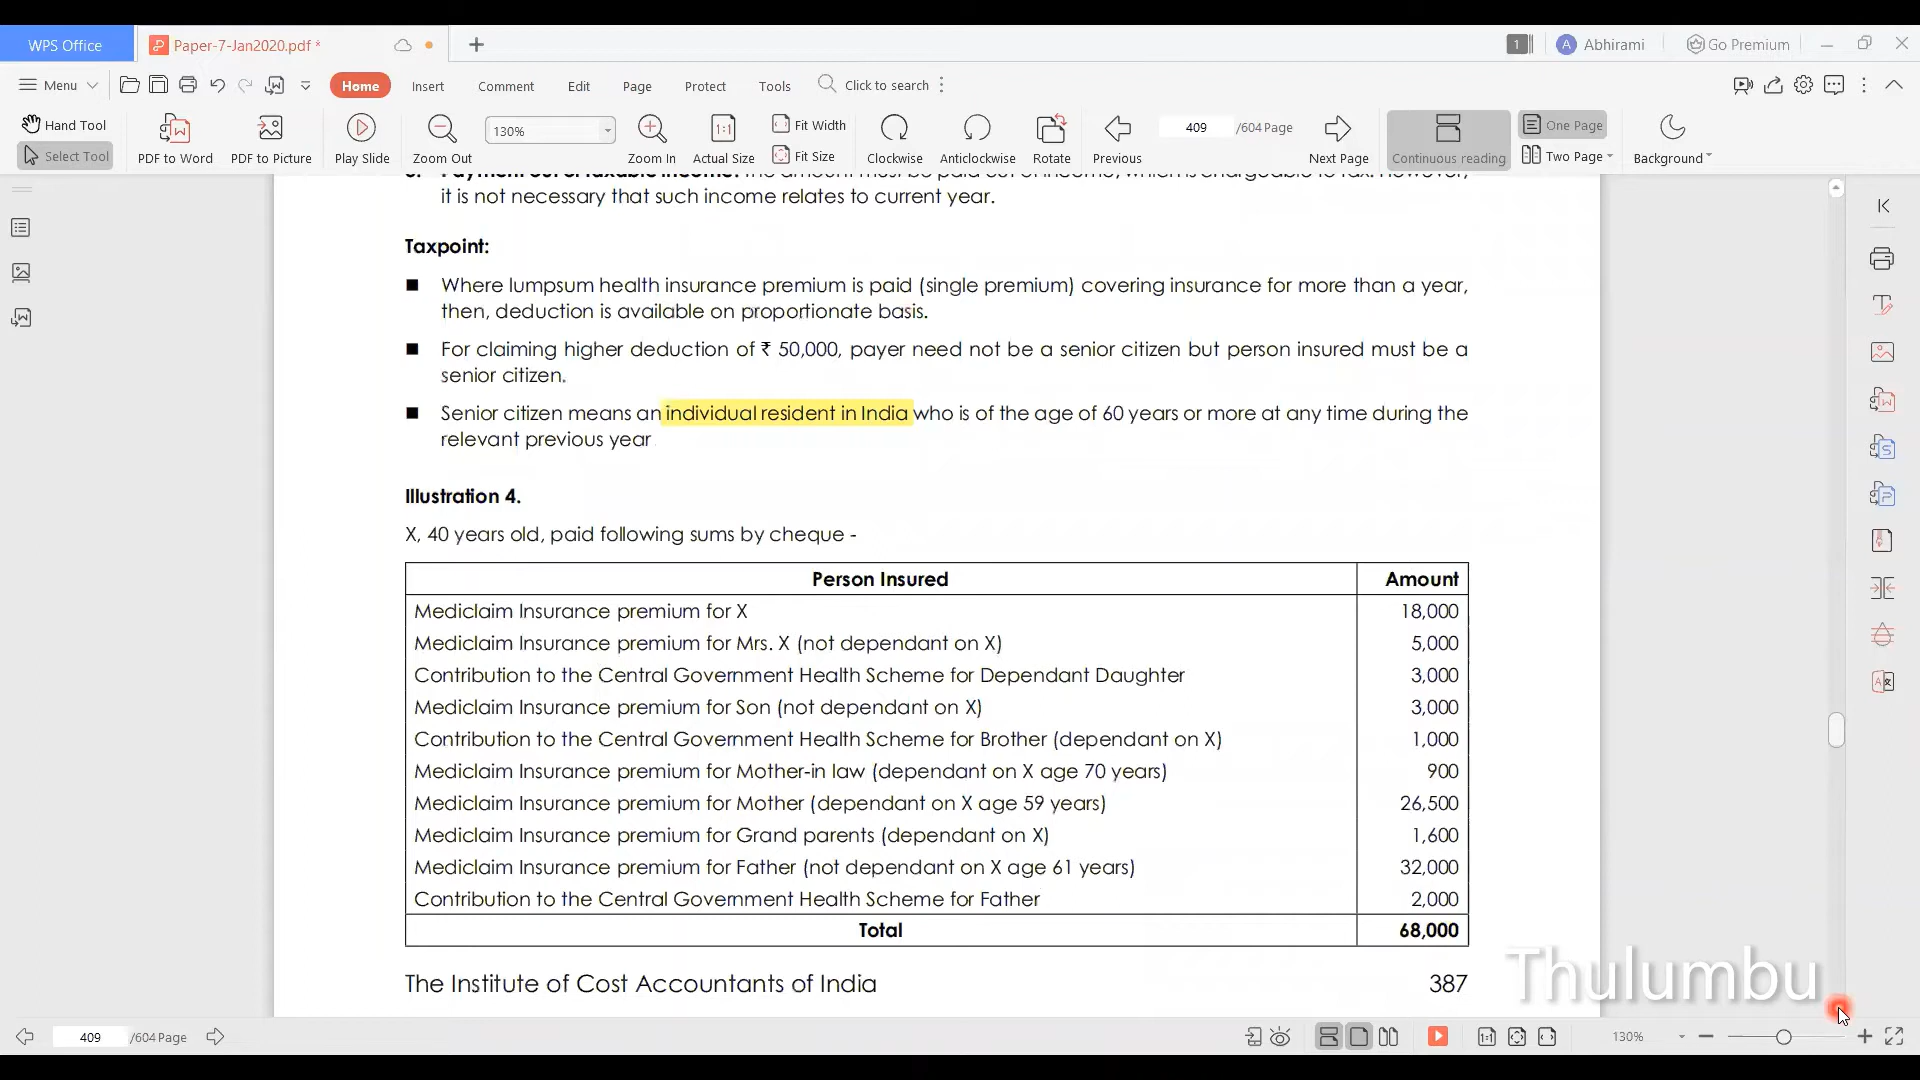 WPS Office
Paper-7-Jan2020.pdf *
1
A Abhirami
Go Premium
Menu
Home
Insert
Comment
Edit
Page
Protect
Tools
Click to search
Hand Tool
Select Tool
PDF to Word
PDF to Picture
Play Slide
Zoom Out
130%
Zoom In
1:1
Actual Size
Fit Width
Fit Size
Clockwise
Anticlockwise
Rotate
Previous
409 /604 Page
Next Page
Continuous reading
One Page
Two Page
Background
it is not necessary that such income relates to current year.
Taxpoint:
■ Where lumpsum health insurance premium is paid (single premium) covering insurance for more than a year,
then, deduction is available on proportionate basis.
■ For claiming higher deduction of ₹ 50,000, payer need not be a senior citizen but person insured must be a
senior citizen.
■ Senior citizen means an individual resident in India who is of the age of 60 years or more at any time during the
relevant previous year
Illustration 4.
X, 40 years old, paid following sums by cheque -
Person Insured Amount
Mediclaim Insurance premium for X 18,000
Mediclaim Insurance premium for Mrs. X (not dependant on X) 5,000
Contribution to the Central Government Health Scheme for Dependant Daughter 3,000
Mediclaim Insurance premium for Son (not dependant on X) 3,000
Contribution to the Central Government Health Scheme for Brother (dependant on X) 1,000
Mediclaim Insurance premium for Mother-in law (dependant on X age 70 years) 900
Mediclaim Insurance premium for Mother (dependant on X age 59 years) 26,500
Mediclaim Insurance premium for Grand parents (dependant on X) 1,600
Mediclaim Insurance premium for Father (not dependant on X age 61 years) 32,000
Contribution to the Central Government Health Scheme for Father 2,000
Total 68,000
The Institute of Cost Accountants of India 387
Thulumbu
409 /604 Page
130%